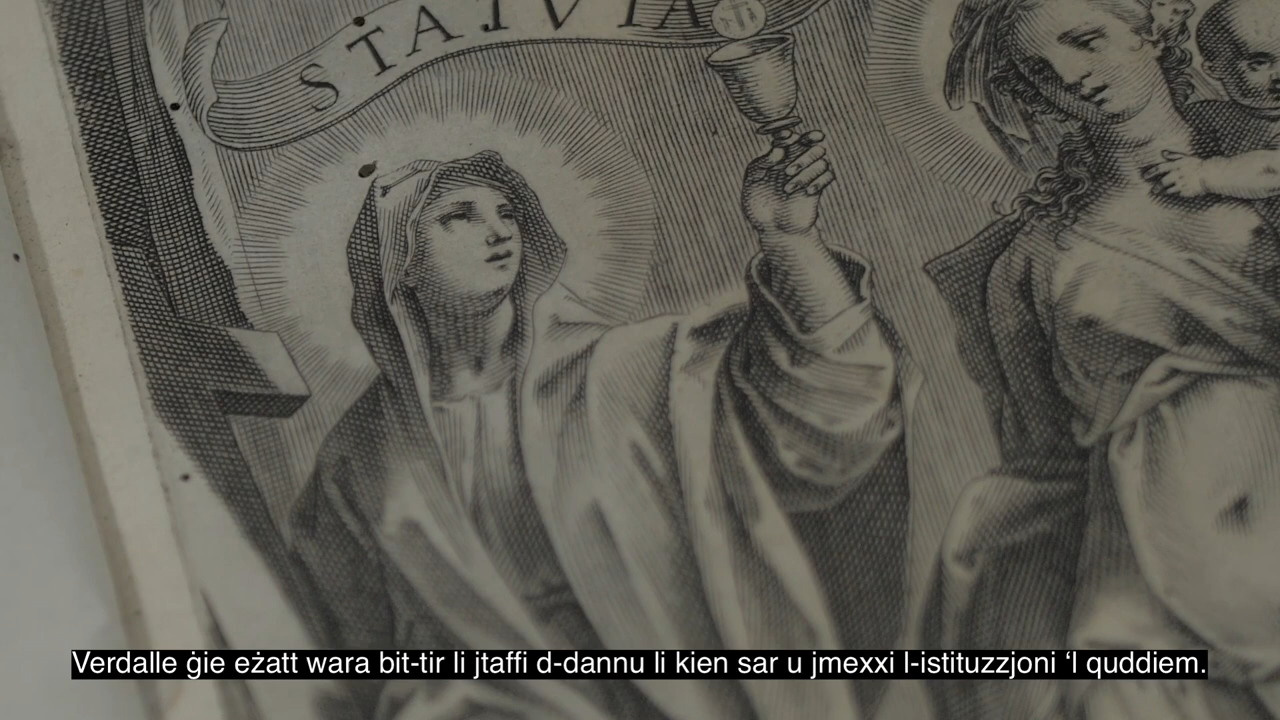 STATVTA
Verdalle ġie eżatt wara bit-tir li jtaffi d-dannu li kien sar u jmexxi l-istituzzjoni ‘l quddiem.